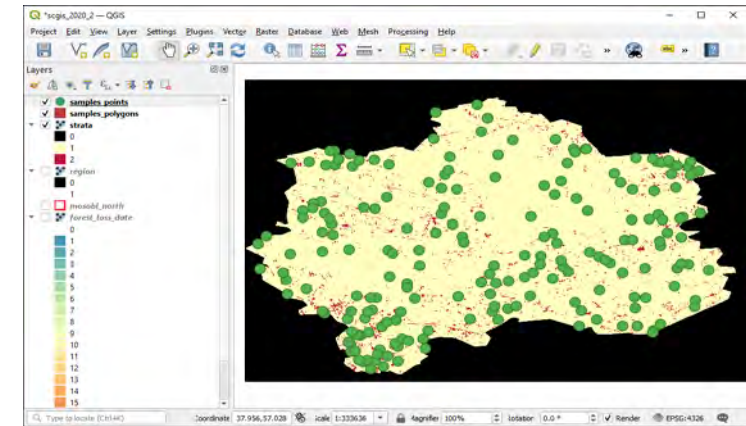 *scgis_2020_2 — QGIS
Project Edit View Layer Settings Plugins Vector Raster Database Web Mesh Processing Help
Layers
samples_points
samples_polygons
strata
0
1
2
region
0
1
mosobl_north
forest_loss_date
0
1
2
3
4
5
6
7
8
9
10
11
12
13
14
15
Type to locate (Ctrl+K)
Coordinate 37.956,57.028 Scale 1:333636 Magnifier 100% Rotation 0.0 ° Render EPSG:4326